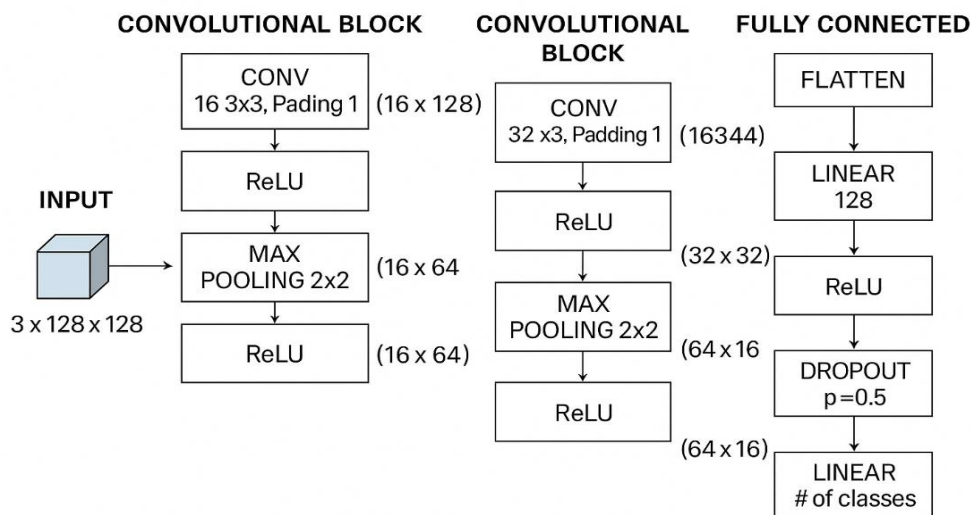 CONVOLUTIONAL BLOCK
CONV
16 3x3, Pading 1
(16 x 128)
ReLU
INPUT
3 x 128 x 128
MAX
POOLING 2x2
(16 x 64
ReLU
(16 x 64)
CONVOLUTIONAL
BLOCK
CONV
32 x3, Padding 1
(16344)
ReLU
(32 x 32)
MAX
POOLING 2x2
(64 x 16
ReLU
(64 x 16)
FULLY CONNECTED
FLATTEN
LINEAR
128
ReLU
DROPOUT
p=0.5
LINEAR
# of classes